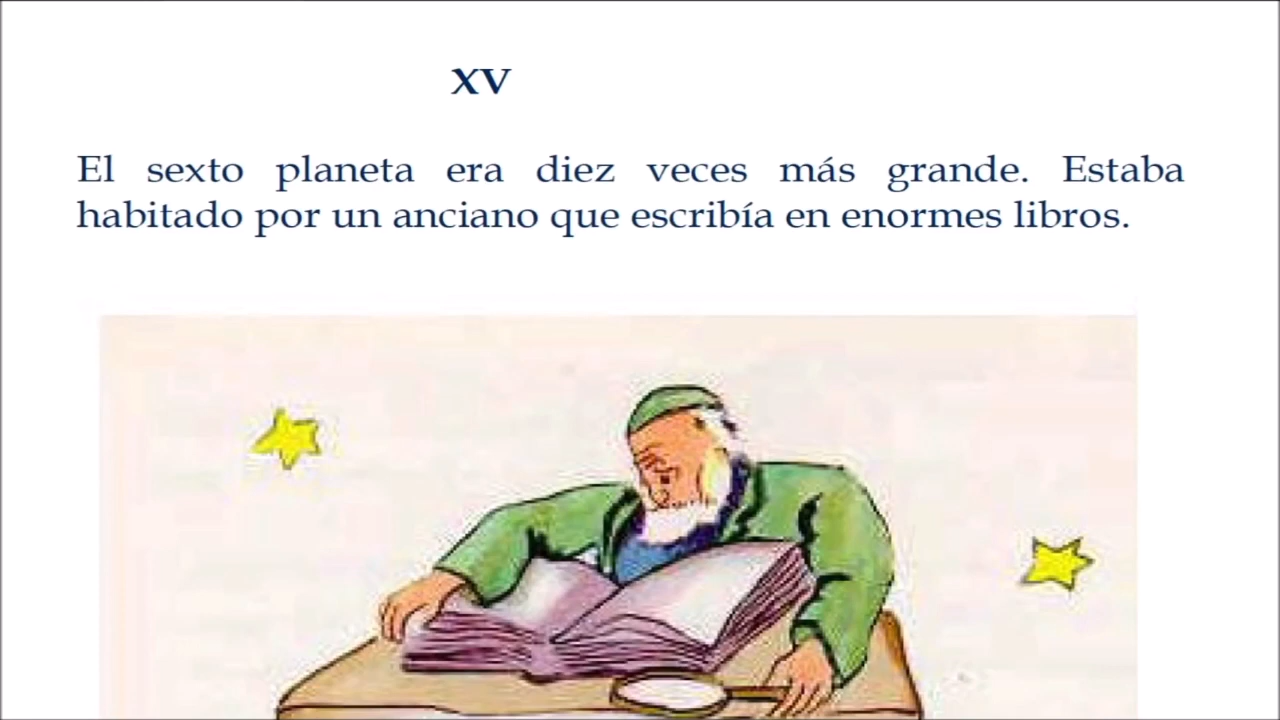 XV
El sexto planeta era diez veces más grande. Estaba
habitado por un anciano que escribía en enormes libros.